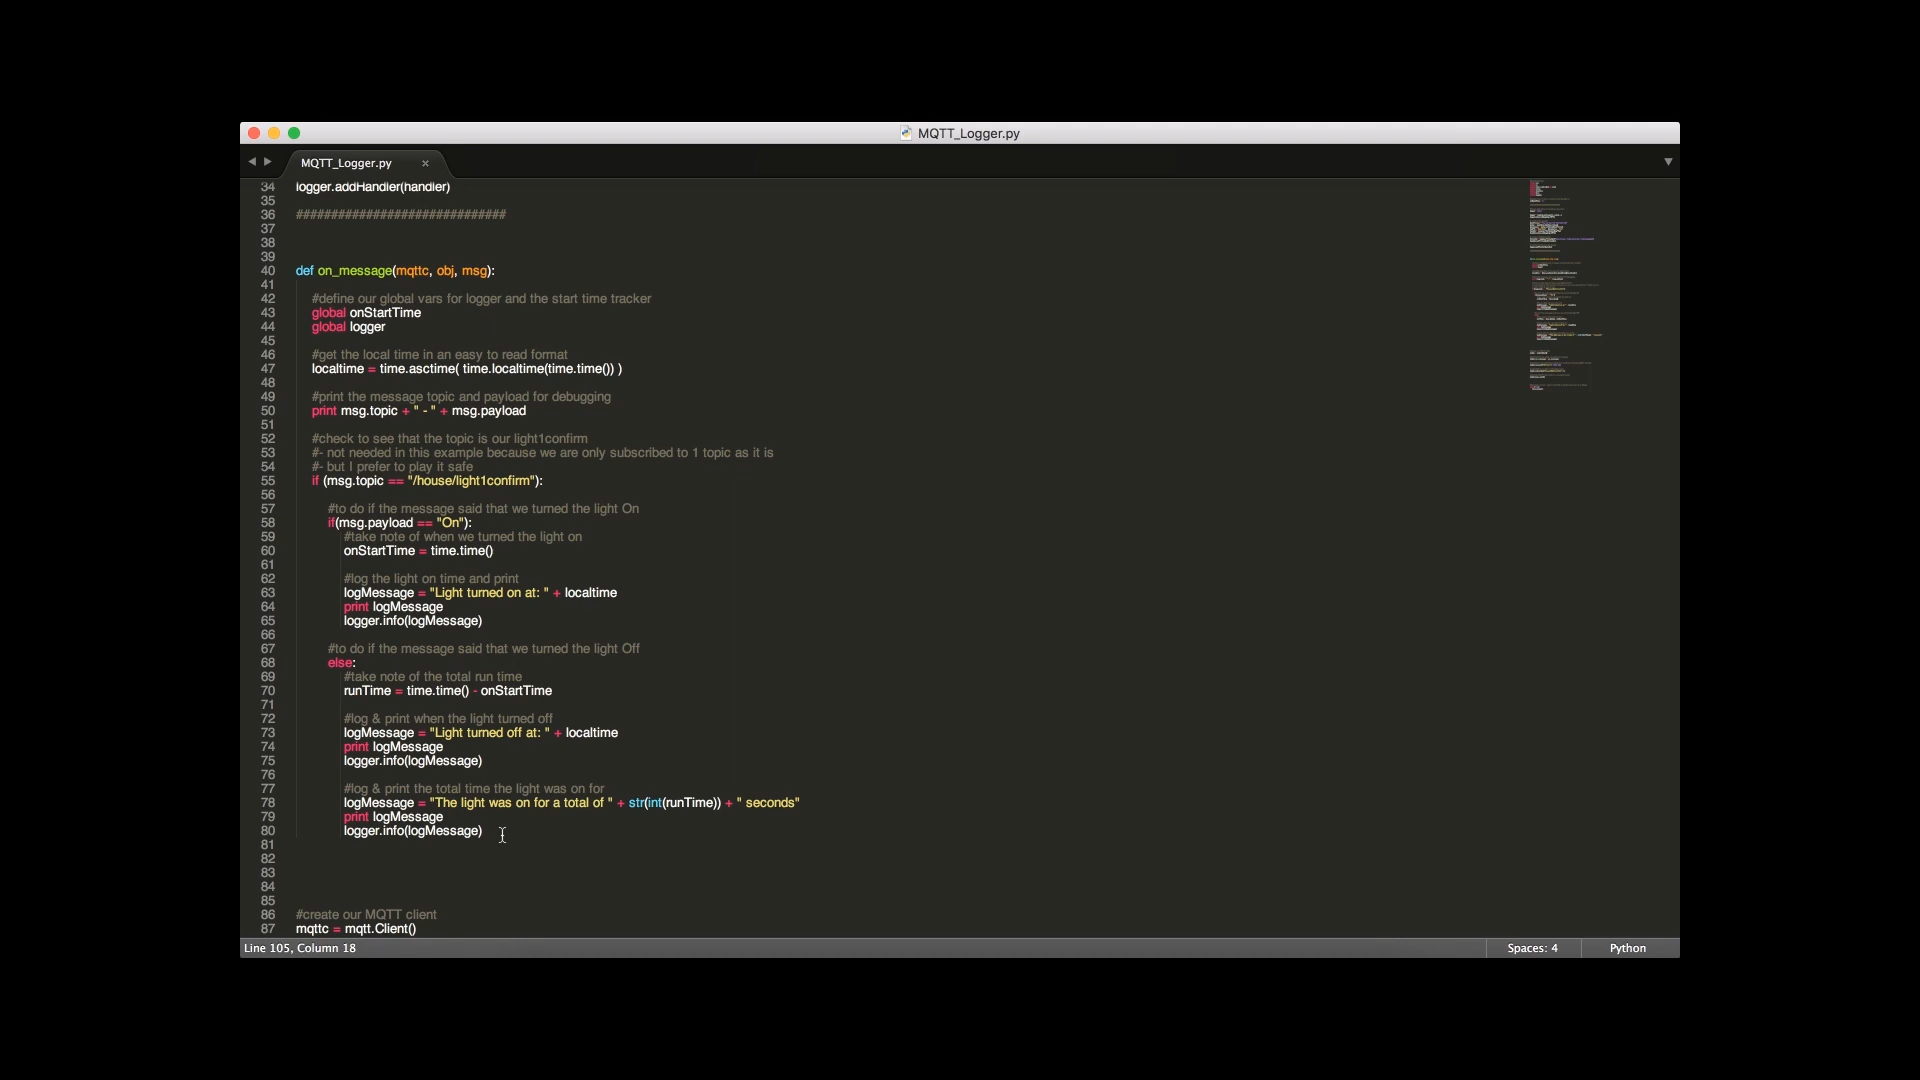 MQTT_Logger.py
MQTT_Logger.py
34 logger.addHandler(handler)
35
36 ##############################
37
38
39
40 def on_message(mqttc, obj, msg):
41
42 #define our global vars for logger and the start time tracker
43 global onStartTime
44 global logger
45
46 #get the local time in an easy to read format
47 localtime = time.asctime( time.localtime(time.time()) )
48
49 #print the message topic and payload for debugging
50 print msg.topic + " - " + msg.payload
51
52 #check to see that the topic is our light1confirm
53 #- not needed in this example because we are only subscribed to 1 topic as it is
54 #- but I prefer to play it safe
55 if (msg.topic == "/house/light1confirm"):
56
57 #to do if the message said that we turned the light On
58 if(msg.payload == "On"):
59 #take note of when we turned the light on
60 onStartTime = time.time()
61
62 #log the light on time and print
63 logMessage = "Light turned on at: " + localtime
64 print logMessage
65 logger.info(logMessage)
66
67 #to do if the message said that we turned the light Off
68 else:
69 #take note of the total run time
70 runTime = time.time() - onStartTime
71
72 #log & print when the light turned off
73 logMessage = "Light turned off at: " + localtime
74 print logMessage
75 logger.info(logMessage)
76
77 #log & print the total time the light was on for
78 logMessage = "The light was on for a total of " + str(int(runTime)) + " seconds"
79 print logMessage
80 logger.info(logMessage)
81
82
83
84
85
86 #create our MQTT client
87 mqttc = mqtt.Client()
Line 105, Column 18
Spaces: 4
Python